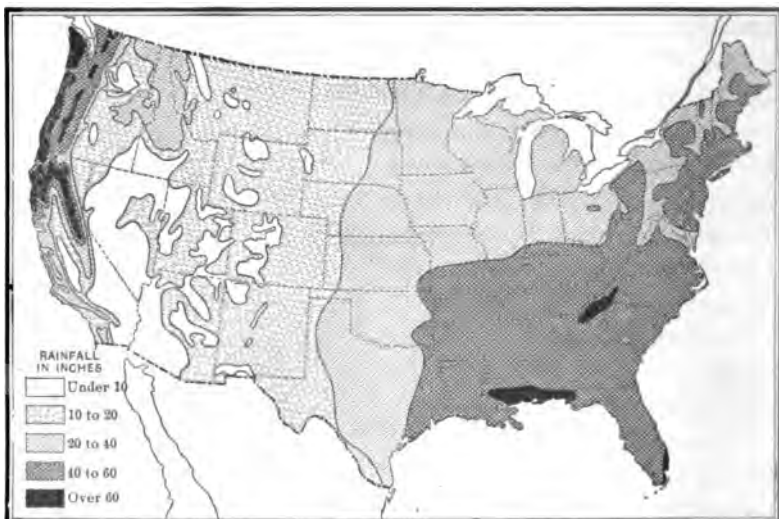 RAINFALL
IN INCHES
Under 10
10 to 20
20 to 40
40 to 60
Over 60